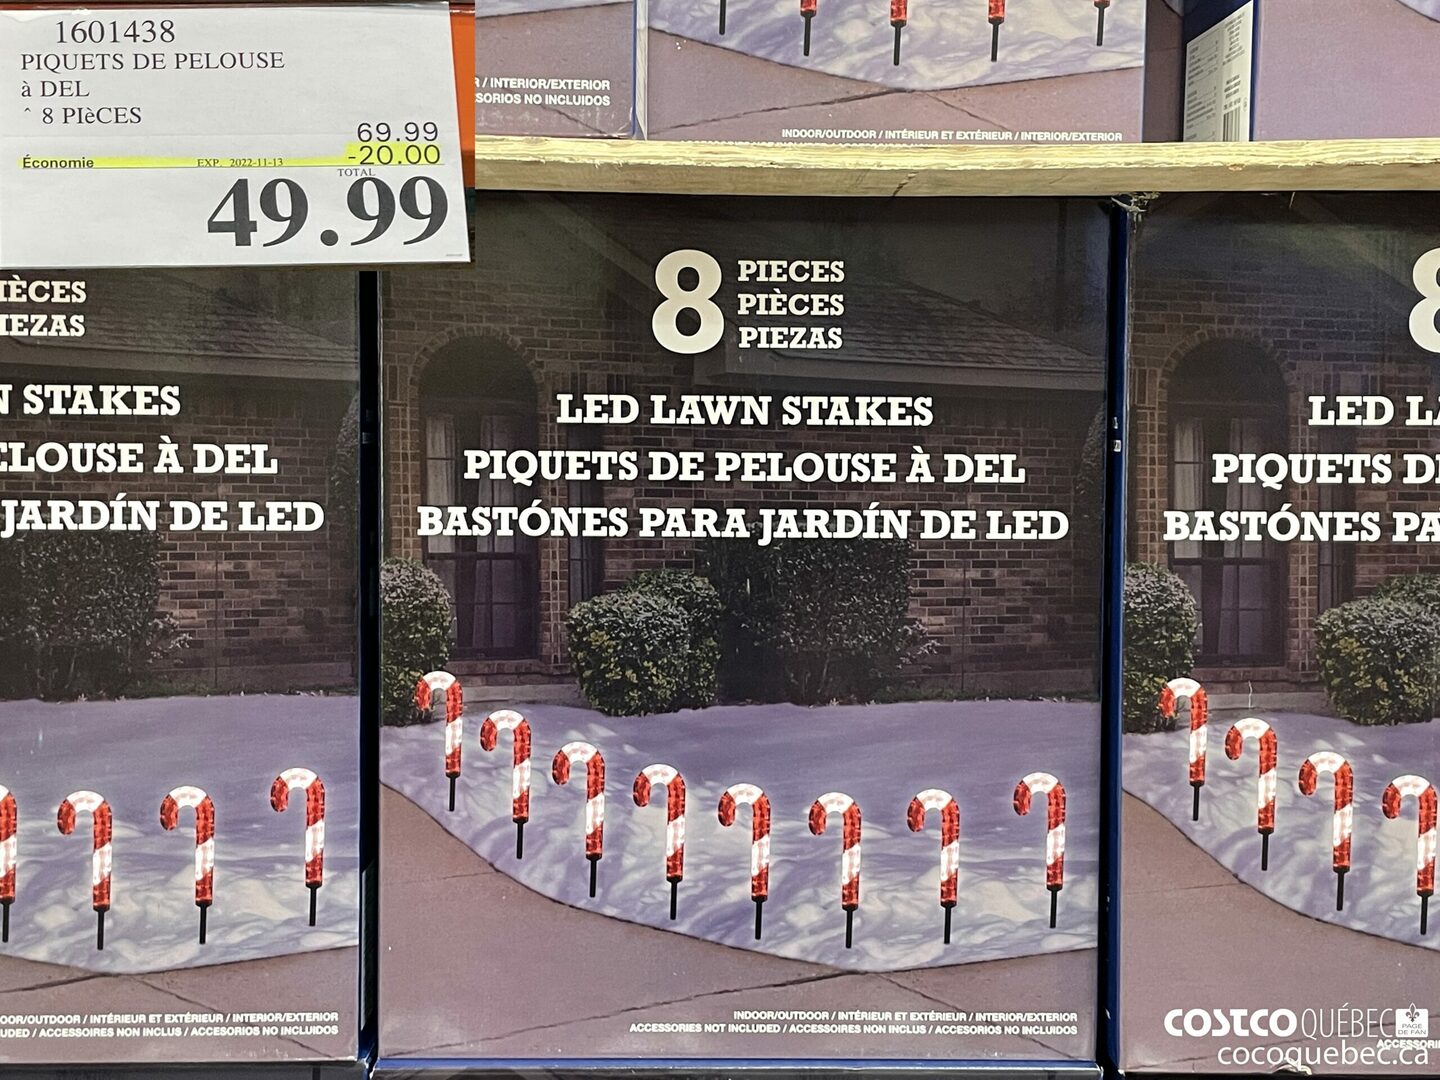 1601438
PIQUETS DE PELOUSE
à DEL
^ 8 PIèCES
69.99
Économie EXP. 2022-11-13 -20.00
TOTAL
49.99
/ INTERIOR/EXTERIOR
SORIOS NO INCLUIDOS
INDOOR/OUTDOOR / INTÉRIEUR ET EXTÉRIEUR / INTERIOR/EXTERIOR
IÈCES
IEZAS
N STAKES
ELOUSE À DEL
JARDÍN DE LED
OOR/OUTDOOR / INTÉRIEUR ET EXTÉRIEUR / INTERIOR/EXTERIOR
UDED / ACCESSOIRES NON INCLUS / ACCESORIOS NO INCLUIDOS
8 PIECES
PIÈCES
PIEZAS
LED LAWN STAKES
PIQUETS DE PELOUSE À DEL
BASTÓNES PARA JARDÍN DE LED
INDOOR/OUTDOOR / INTÉRIEUR ET EXTÉRIEUR / INTERIOR/EXTERIOR
ACCESSORIES NOT INCLUDED / ACCESSOIRES NON INCLUS / ACCESORIOS NO INCLUIDOS
8
LED LA
PIQUETS DE
BASTÓNES PA
ACCESSORIE
COSTCO QUÉBEC PAGE DE FAN
cocoquebec.ca